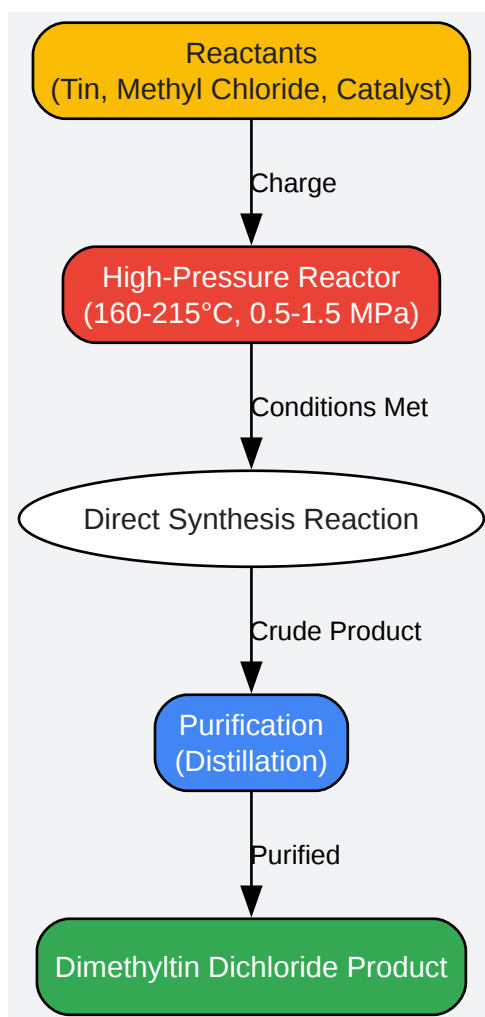 Reactants
(Tin, Methyl Chloride, Catalyst)
Charge
High-Pressure Reactor
(160-215°C, 0.5-1.5 MPa)
Conditions Met
Direct Synthesis Reaction
Crude Product
Purification
(Distillation)
Purified
Dimethyltin Dichloride Product